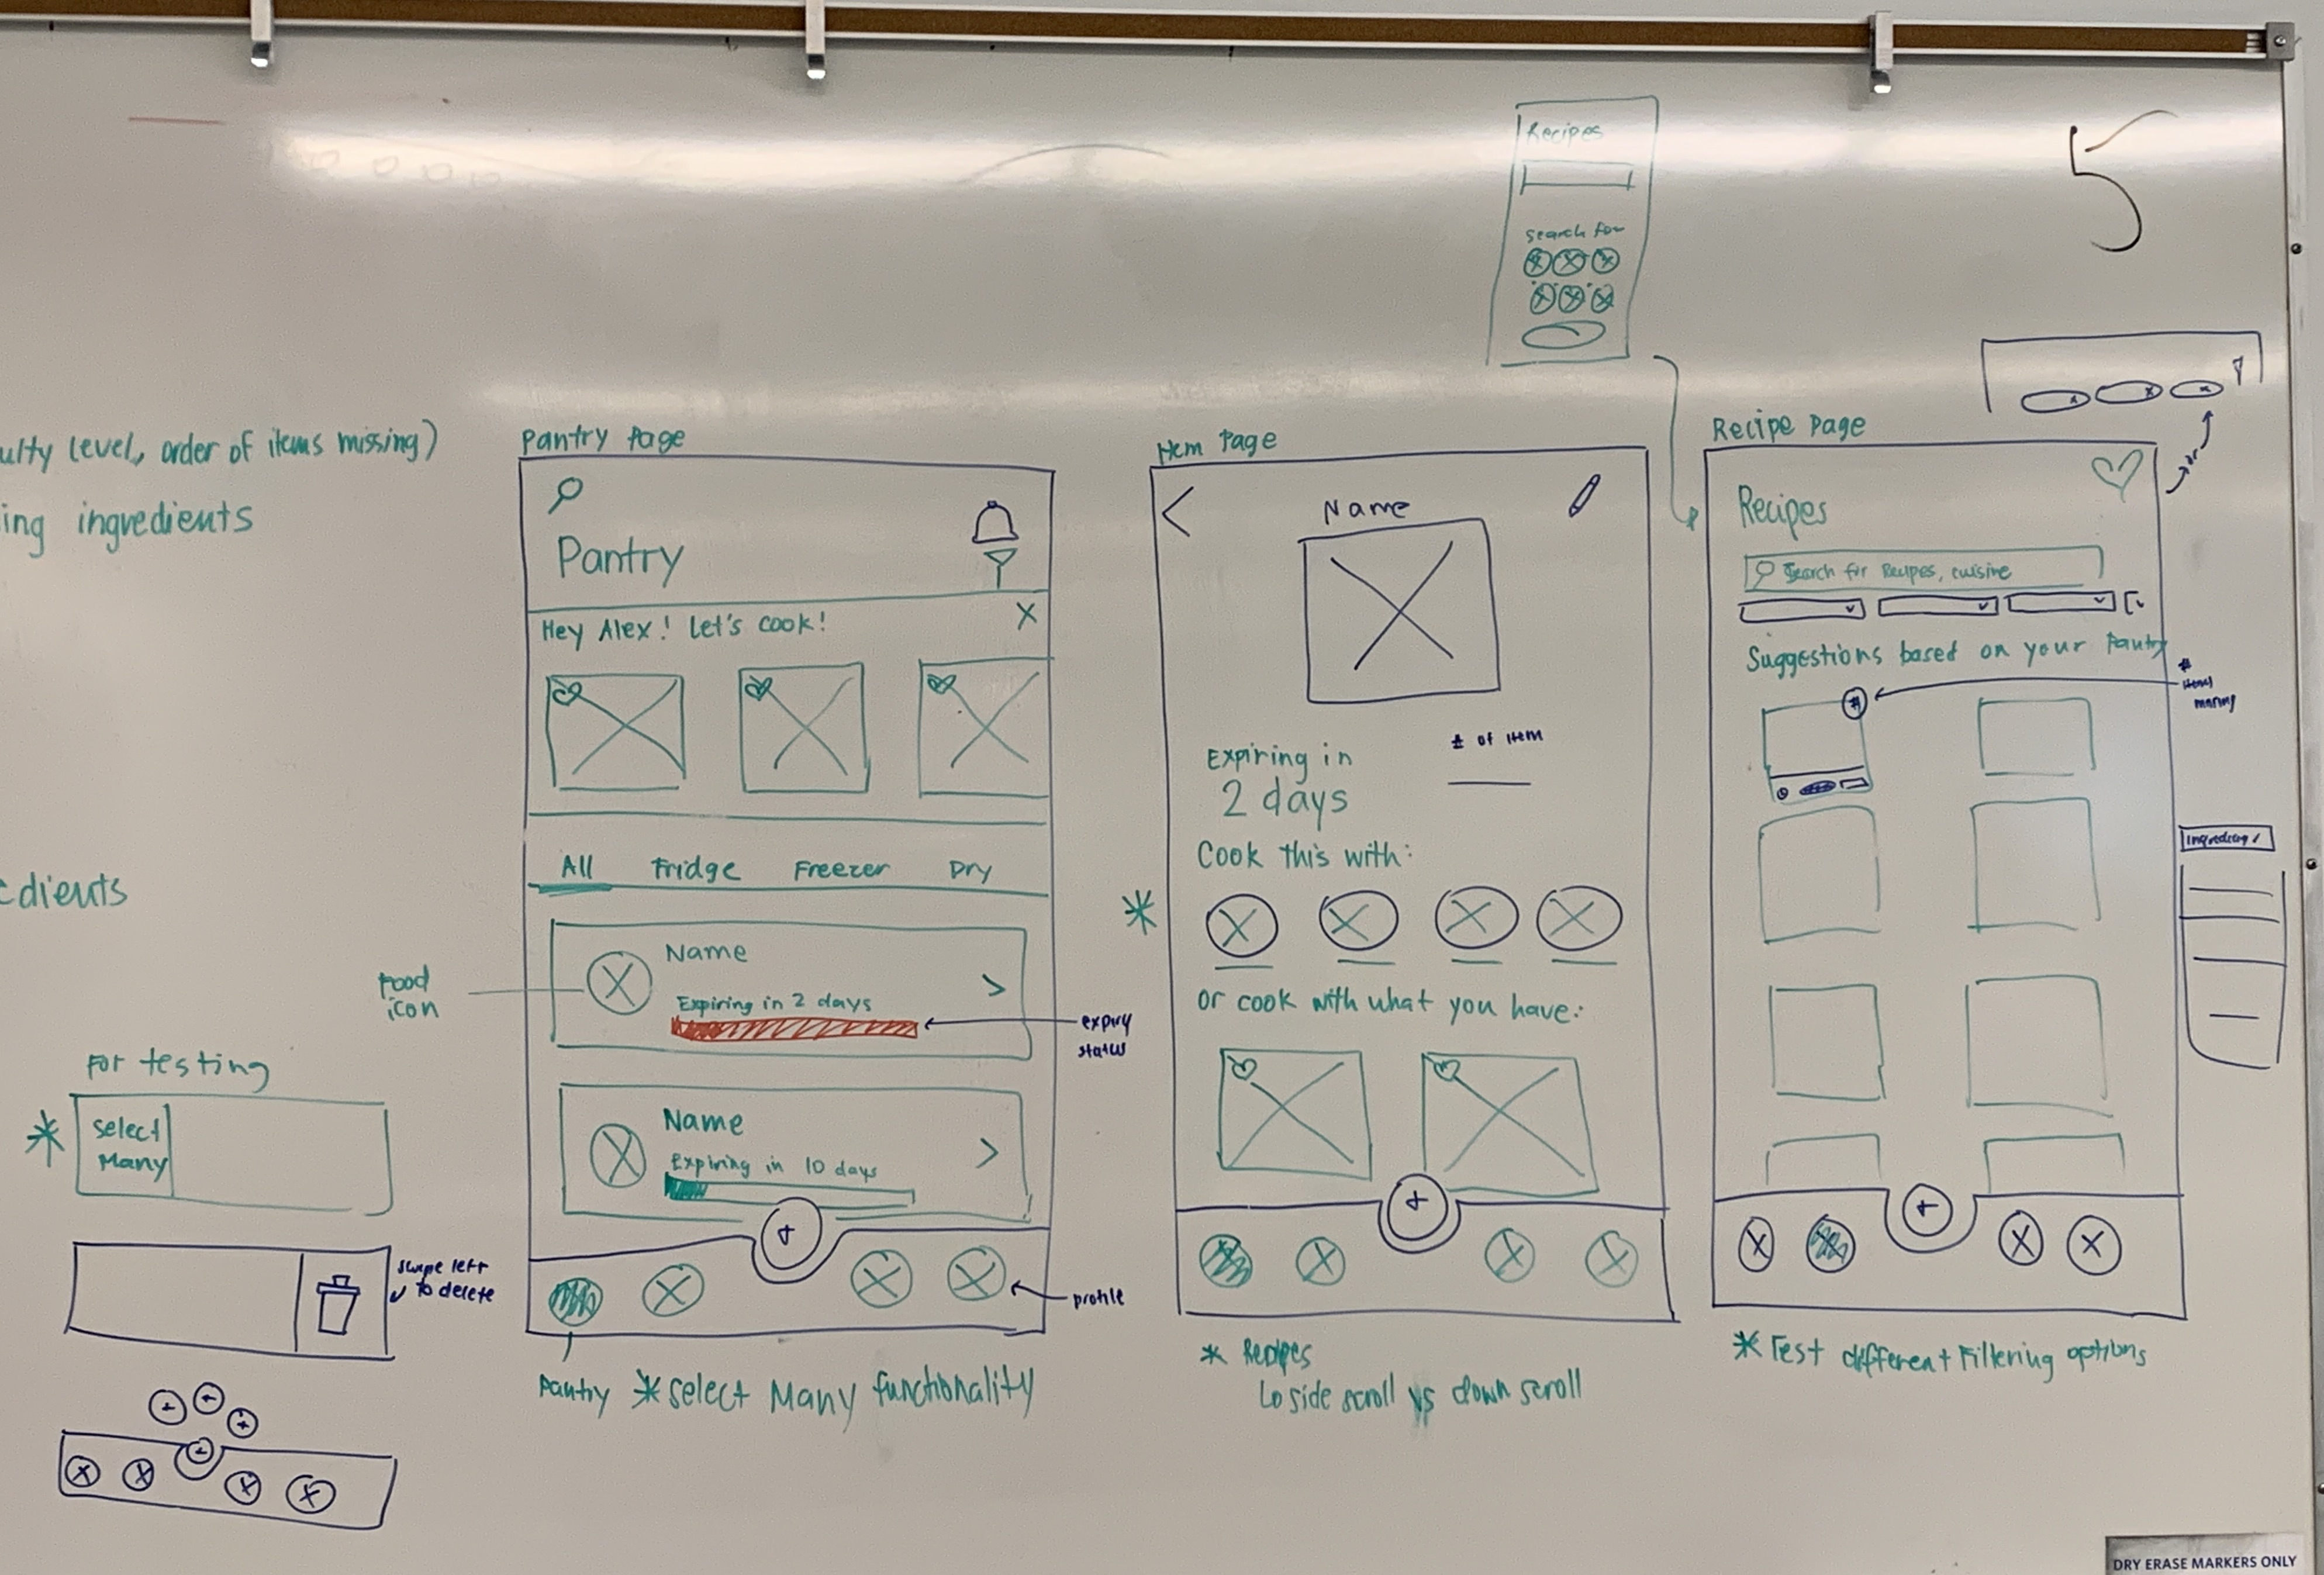 5
Recipes
Search for
ulty level, order of items missing)
ing ingredients
edients
Food
icon
For testing
Select
Many
swipe left
to delete
Pantry Page
Pantry
Hey Alex! Let's cook!
X
All Fridge Freezer Dry
Name
Expiring in 2 days
expiry
status
Name
Expiring in 10 days
profile
Pantry * Select Many functionality
Item Page
Name
Expiring in
2 days
# of item
Cook this with:
or cook with what you have:
* Recipes
side scroll vs down scroll
Recipe Page
or
Recipes
Search for Recipes, cuisine
Suggestions based on your Pantry
#
#
items
Ingredients
* Test different Filtering options
DRY ERASE MARKERS ONLY